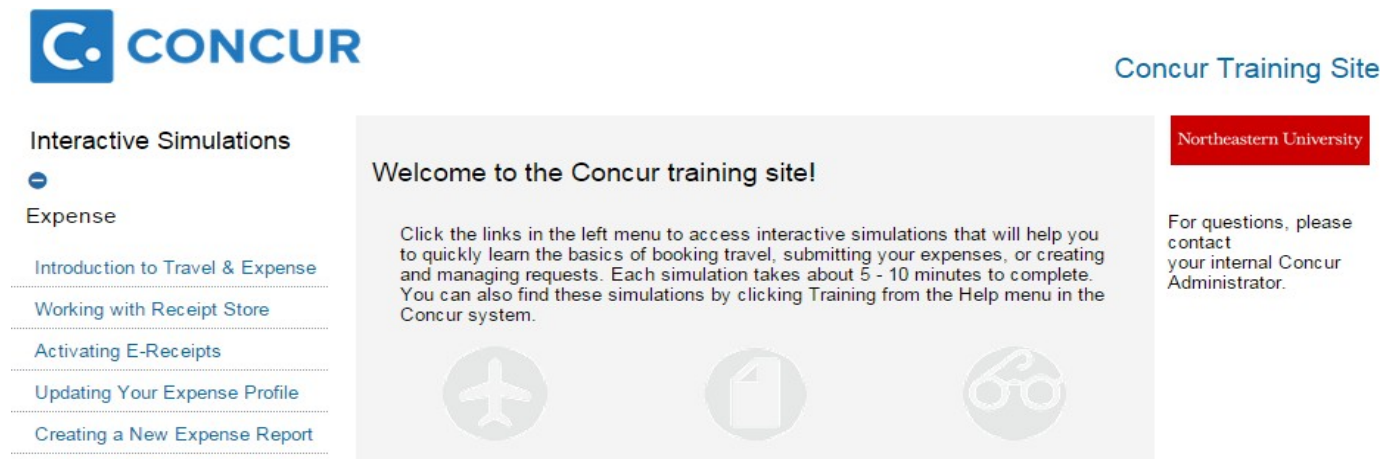 C. CONCUR
Concur Training Site
Interactive Simulations
Expense
Introduction to Travel & Expense
Working with Receipt Store
Activating E-Receipts
Updating Your Expense Profile
Creating a New Expense Report
Welcome to the Concur training site!
Click the links in the left menu to access interactive simulations that will help you
to quickly learn the basics of booking travel, submitting your expenses, or creating
and managing requests. Each simulation takes about 5 - 10 minutes to complete.
You can also find these simulations by clicking Training from the Help menu in the
Concur system.
Northeastern University
For questions, please
contact
your internal Concur
Administrator.